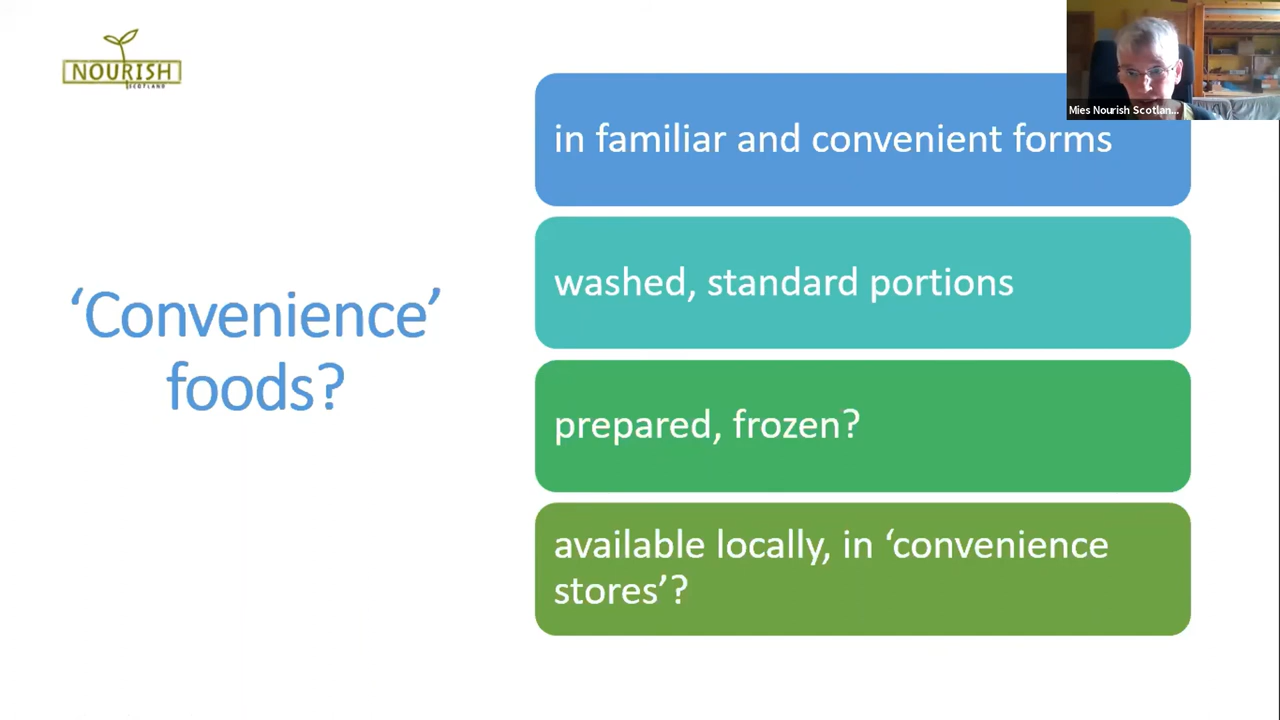 NOURISH
SCOTLAND
‘Convenience’
foods?
in familiar and convenient forms
washed, standard portions
prepared, frozen?
available locally, in ‘convenience
stores’?
Mies Nourish Scotlan...